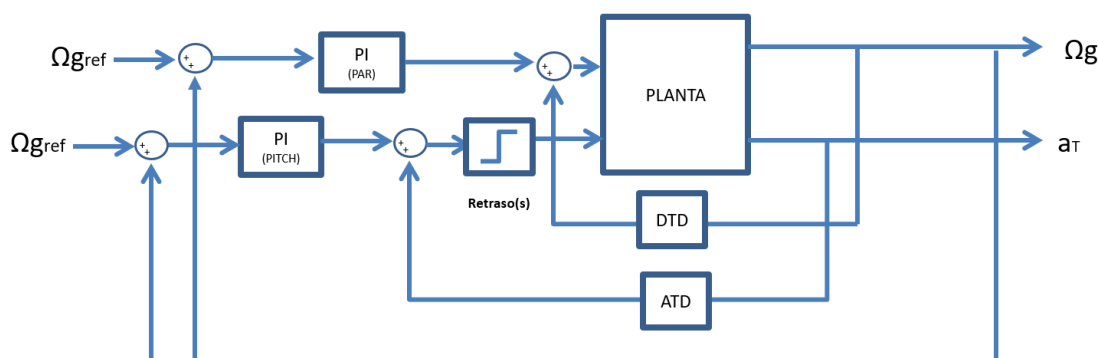 Ωgref
+
+
PI
(PAR)
+
+
PLANTA
Ωg
Ωgref
+
+
PI
(PITCH)
+
+
Retraso(s)
aT
DTD
ATD